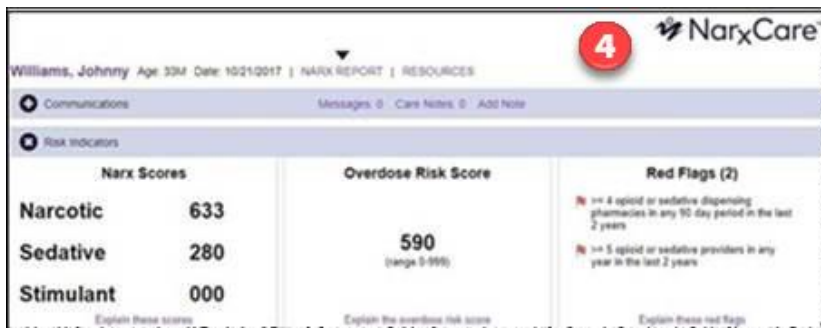 4
NarxCare
Williams, Johnny Age: 33M Date: 10/21/2017 | NARX REPORT | RESOURCES
Communications Messages: 0 Care Notes: 0 Add Note
Risk Indicators
Narx Scores
Narcotic 633
Sedative 280
Stimulant 000
Explain these scores
Overdose Risk Score
590
(range 0-999)
Explain the overdose risk score
Red Flags (2)
>= 4 opioid or sedative dispensing
pharmacies in any 90 day period in the last
2 years
>= 5 opioid or sedative providers in any
year in the last 2 years
Explain these red flags